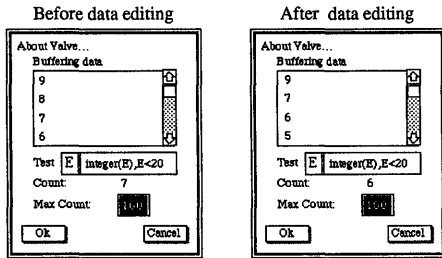 Before data editing
After data editing
About Valve...
Buffering data
9
8
7
6
Test E integer(E),E<20
Count: 7
Max Count: 100
Ok Cancel
About Valve...
Buffering data
9
7
6
5
Test E integer(E),E<20
Count: 6
Max Count: 100
Ok Cancel